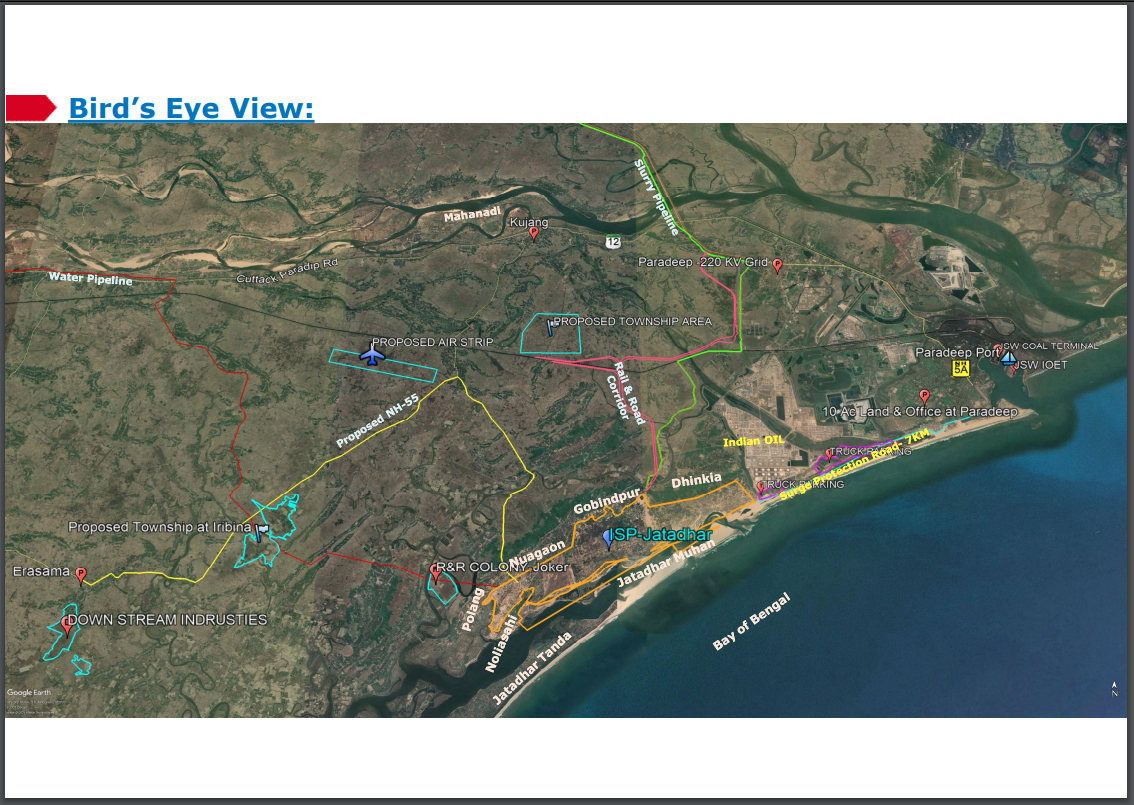 Bird’s Eye View:
Slurry Pipeline
Mahanadi
Kujang
12
Paradeep -220 KV Grid
Cuttack Paradip Rd
Water Pipeline
PROPOSED TOWNSHIP AREA
PROPOSED AIR STRIP
JSW COAL TERMINAL
Paradeep Port
JSW IOET
NH
5A
Rail & Road
Corridor
Proposed NH-55
10 Ac Land & Office at Paradeep
Indian OIL
TRUCK PARKING
Surge Protection Road- 7KM
TRUCK PARKING
Dhinkia
Gobindpur
Proposed Township at Iribina
ISP-Jatadhar
Nuagaon
Jatadhar Muhan
Erasama
R&R COLONY Joker
Polang
DOWN STREAM INDRUSTIES
Bay of Bengal
Noliasahi
Jatadhar Tanda
Google Earth
N